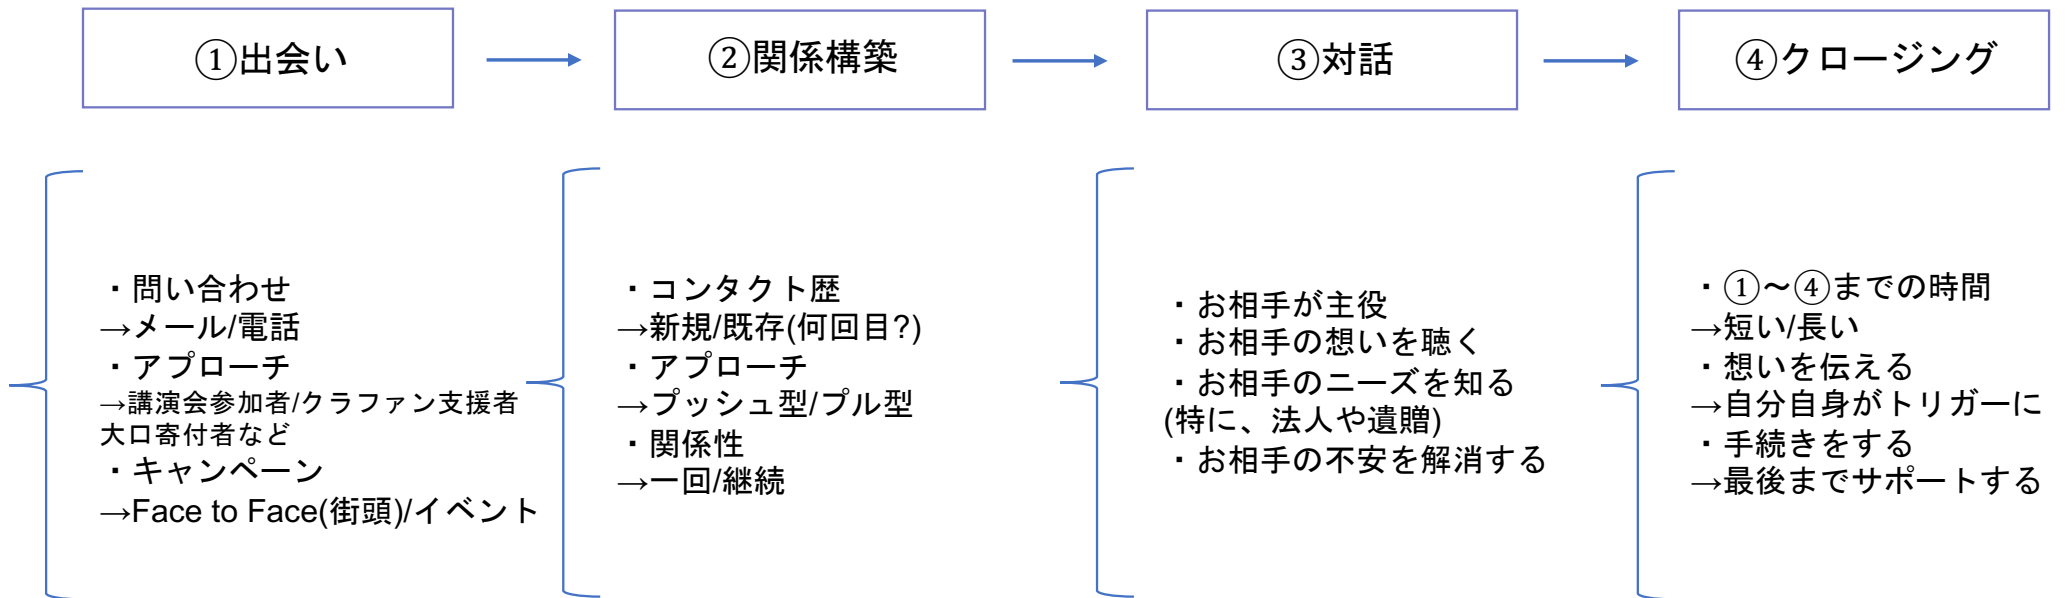 ①出会い
②関係構築
③対話
④クロージング
・問い合わせ
→メール/電話
・アプローチ
→講演会参加者/クラファン支援者
大口寄付者など
・キャンペーン
→Face to Face(街頭)/イベント
・コンタクト歴
→新規/既存(何回目?)
・アプローチ
→プッシュ型/プル型
・関係性
→一回/継続
・お相手が主役
・お相手の想いを聴く
・お相手のニーズを知る
(特に、法人や遺贈)
・お相手の不安を解消する
・①〜④までの時間
→短い/長い
・想いを伝える
→自分自身がトリガーに
・手続きをする
→最後までサポートする